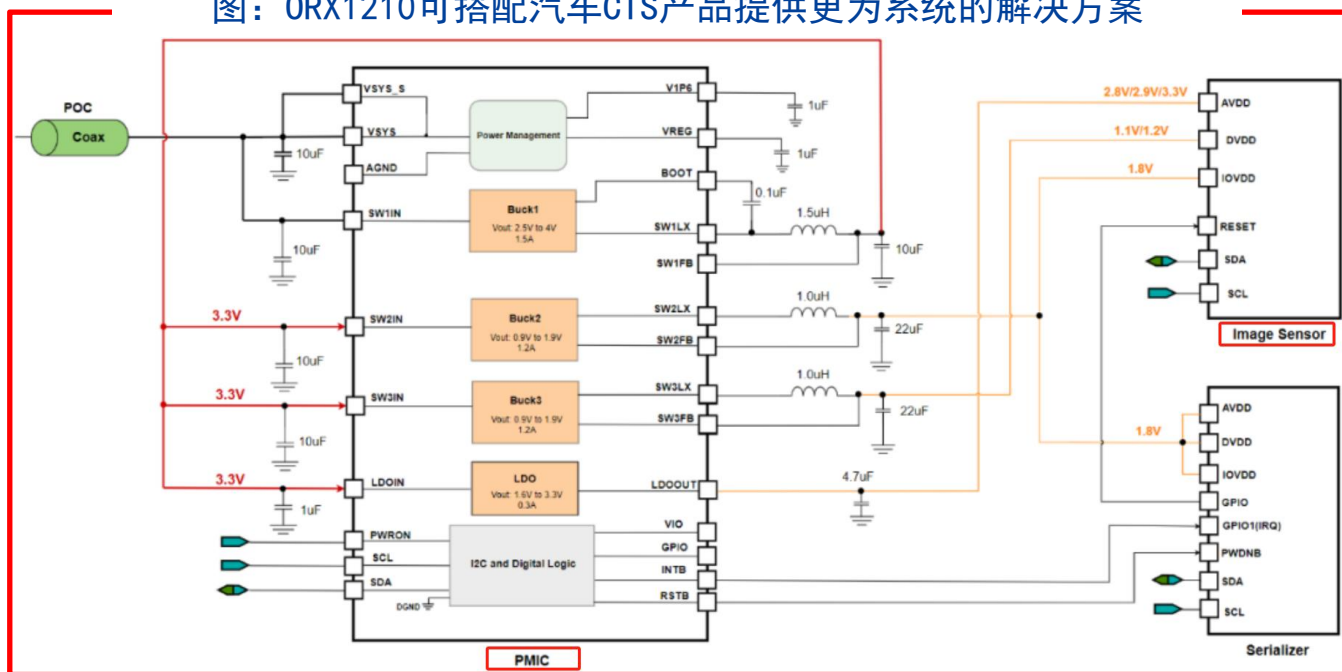 图：ORX1210可搭配汽车CIS产品提供更为系统的解决方案
POC
Coax
10uF
10uF
VSYS_S
VSYS
AGND
SW1IN
Power Management
V1P6
1uF
VREG
1uF
BOOT
0.1uF
Buck1
Vout: 2.5V to 4V
1.5A
SW1LX
1.5uH
10uF
SW1FB
3.3V
10uF
SW2IN
Buck2
Vout: 0.9V to 1.9V
1.2A
SW2LX
1.0uH
22uF
SW2FB
3.3V
10uF
SW3IN
Buck3
Vout: 0.9V to 1.9V
1.2A
SW3LX
1.0uH
22uF
SW3FB
3.3V
1uF
LDOIN
LDO
Vout: 1.6V to 3.3V
0.3A
LDOOUT
4.7uF
PWRON
SCL
SDA
DGND
I2C and Digital Logic
VIO
GPIO
INTB
RSTB
PMIC
2.8V/2.9V/3.3V
1.1V/1.2V
1.8V
AVDD
DVDD
IOVDD
RESET
SDA
SCL
Image Sensor
1.8V
AVDD
DVDD
IOVDD
GPIO
GPIO1(IRQ)
PWDNB
SDA
SCL
Serializer